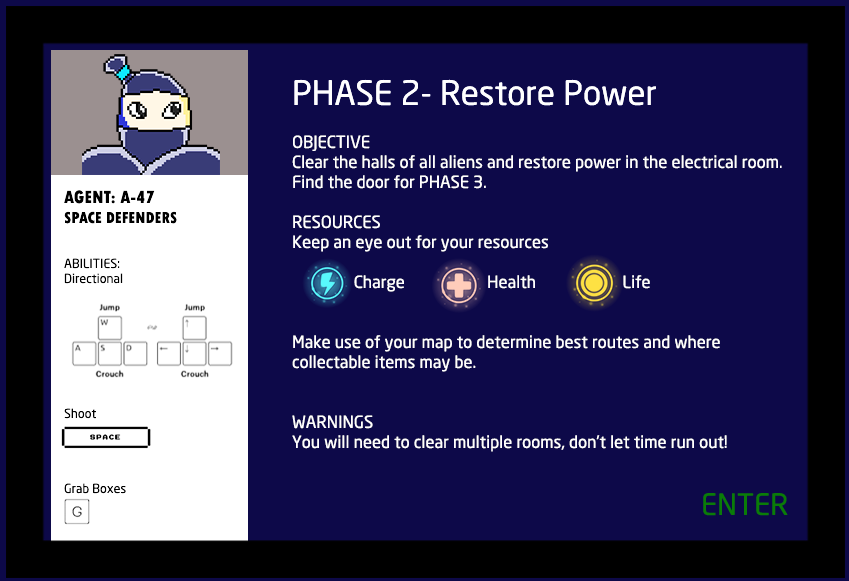 PHASE 2- Restore Power
OBJECTIVE
Clear the halls of all aliens and restore power in the electrical room.
Find the door for PHASE 3.
RESOURCES
Keep an eye out for your resources
Charge
Health
Life
Make use of your map to determine best routes and where
collectable items may be.
WARNINGS
You will need to clear multiple rooms, don't let time run out!
ENTER
AGENT: A-47
SPACE DEFENDERS
ABILITIES:
Directional
Jump Jump
W ↑
A S D ← ↓ →
Crouch Crouch
Shoot
SPACE
Grab Boxes
G